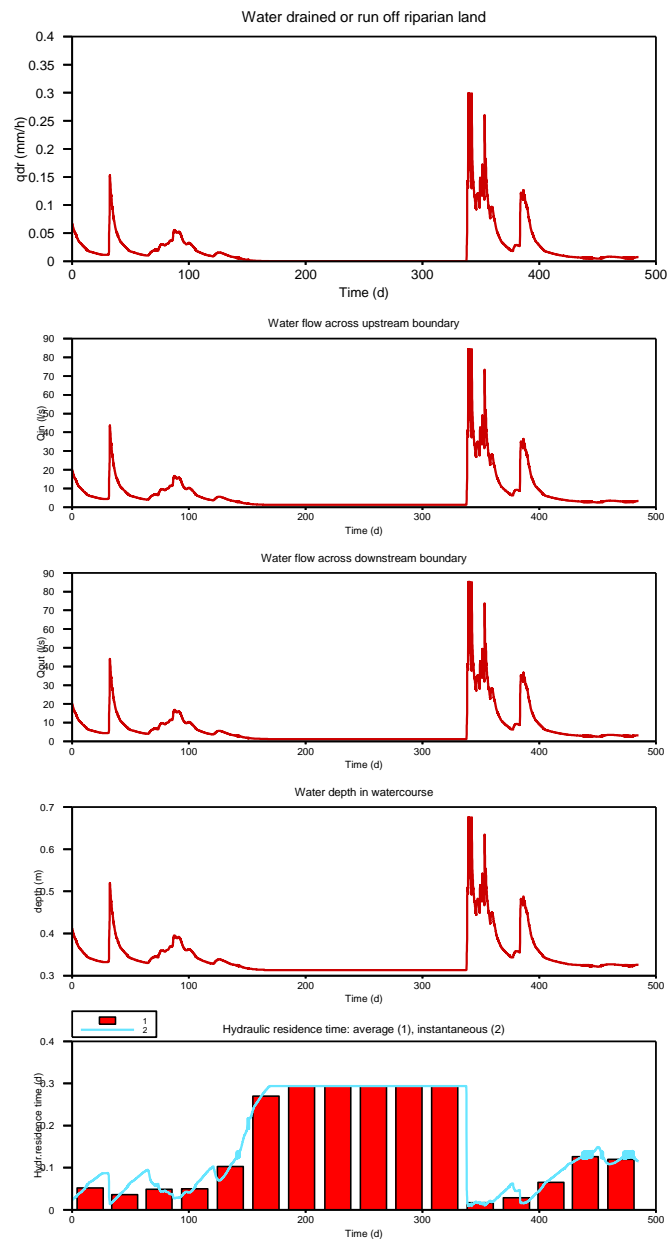 Water drained or run off riparian land
0.4
0.35
0.3
0.25
0.2
0.15
0.1
0.05
0
qdr (mm/h)
0 100 200 300 400 500
Time (d)
Water flow across upstream boundary
90
80
70
60
50
40
30
20
10
0
Qin (l/s)
0 100 200 300 400 500
Time (d)
Water flow across downstream boundary
90
80
70
60
50
40
30
20
10
0
Qout (l/s)
0 100 200 300 400 500
Time (d)
Water depth in watercourse
0.7
0.6
0.5
0.4
0.3
depth (m)
0 100 200 300 400 500
Time (d)
1
2
Hydraulic residence time: average (1), instantaneous (2)
0.4
0.3
0.2
0.1
0
Hydr.residence time (d)
0 100 200 300 400 500
Time (d)